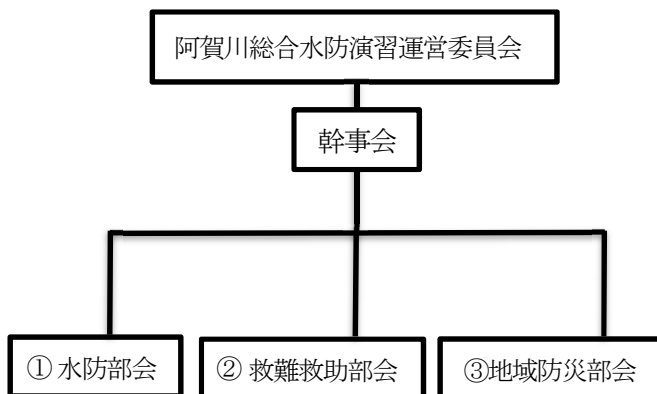 阿賀川総合水防演習運営委員会
幹事会
① 水防部会
② 救難救助部会
③地域防災部会